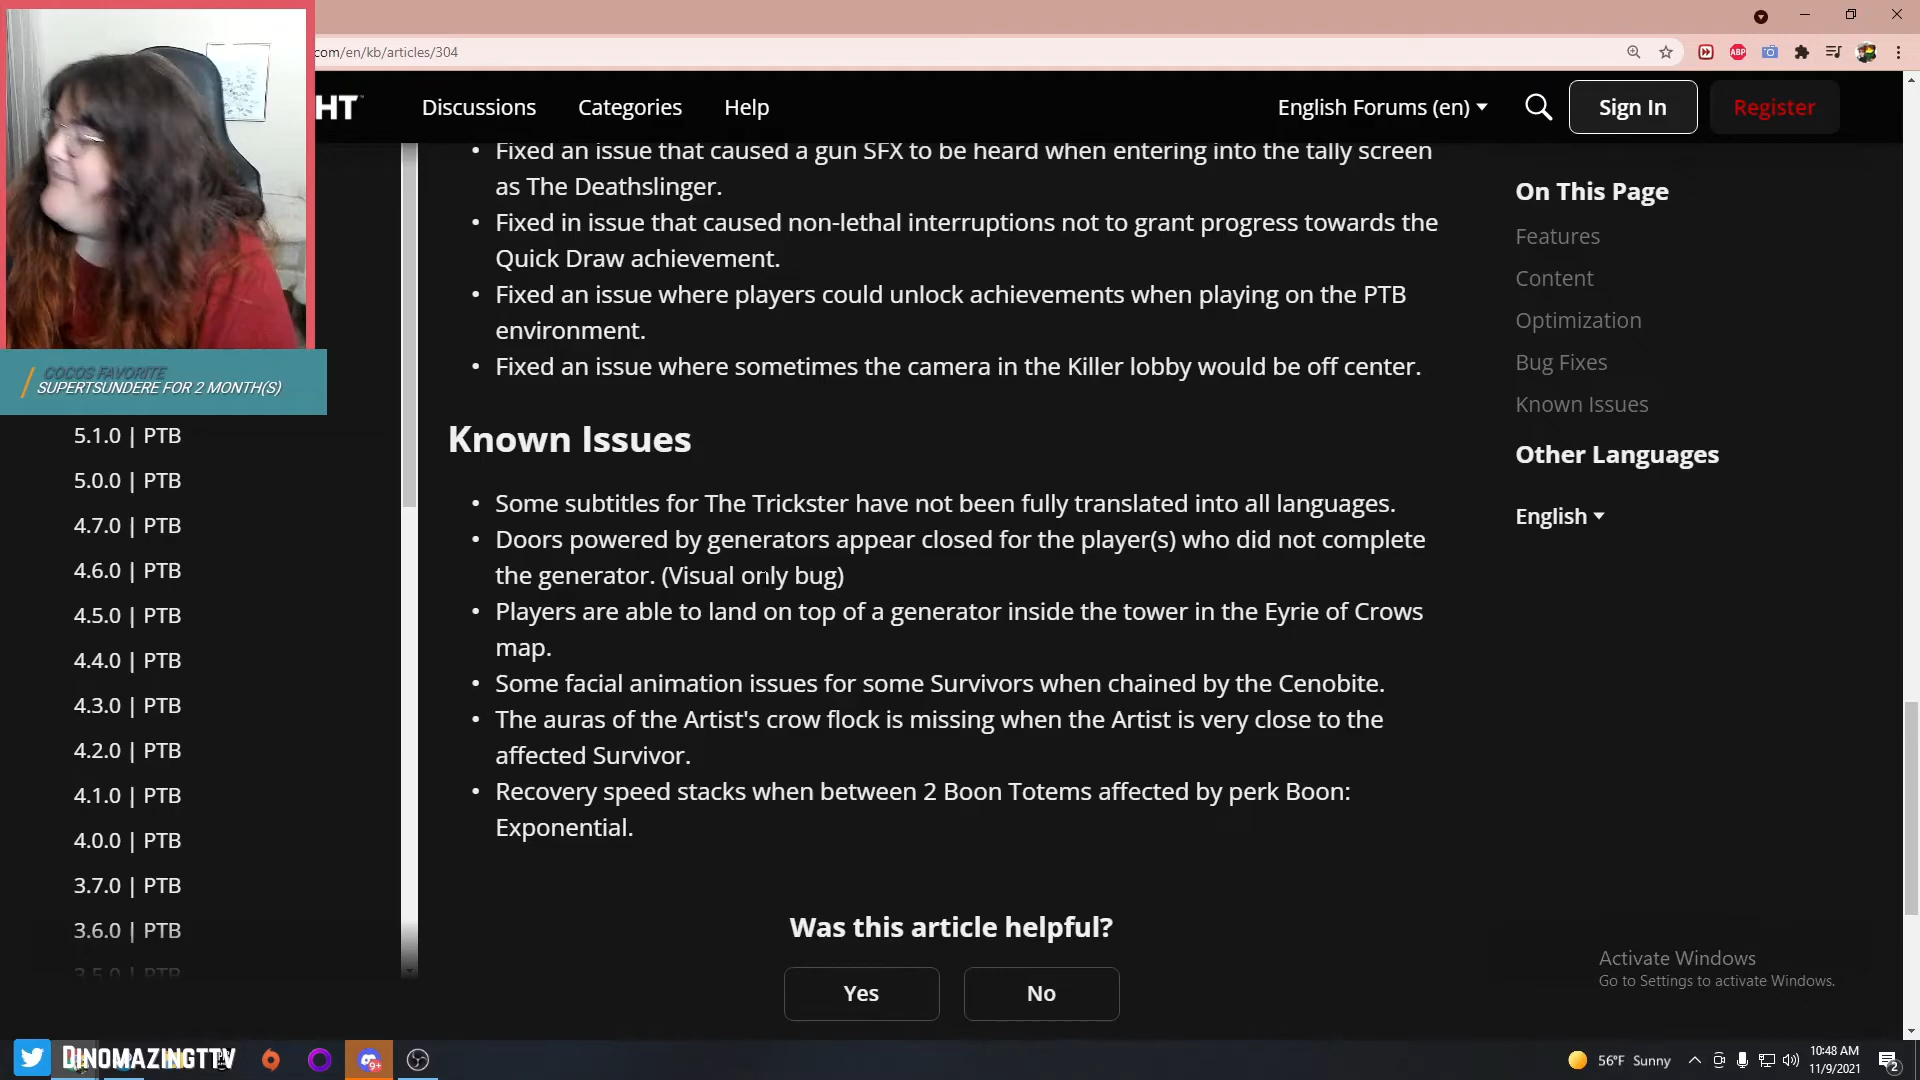 com/en/kb/articles/304
ABP
HT
Discussions
Categories
Help
English Forums (en)
Sign In
Register
Fixed an issue that caused a gun SFX to be heard when entering into the tally screen
as The Deathslinger.
Fixed in issue that caused non-lethal interruptions not to grant progress towards the
Quick Draw achievement.
Fixed an issue where players could unlock achievements when playing on the PTB
environment.
Fixed an issue where sometimes the camera in the Killer lobby would be off center.
COCOS FAVORITE
SUPERTSUNDERE FOR 2 MONTH(S)
5.1.0 | PTB
5.0.0 | PTB
4.7.0 | PTB
4.6.0 | PTB
4.5.0 | PTB
4.4.0 | PTB
4.3.0 | PTB
4.2.0 | PTB
4.1.0 | PTB
4.0.0 | PTB
3.7.0 | PTB
3.6.0 | PTB
3.5.0 | PTB
Known Issues
Some subtitles for The Trickster have not been fully translated into all languages.
Doors powered by generators appear closed for the player(s) who did not complete
the generator. (Visual only bug)
Players are able to land on top of a generator inside the tower in the Eyrie of Crows
map.
Some facial animation issues for some Survivors when chained by the Cenobite.
The auras of the Artist's crow flock is missing when the Artist is very close to the
affected Survivor.
Recovery speed stacks when between 2 Boon Totems affected by perk Boon:
Exponential.
Was this article helpful?
Yes
No
On This Page
Features
Content
Optimization
Bug Fixes
Known Issues
Other Languages
English
Activate Windows
Go to Settings to activate Windows.
DINOMAZINGTTV
9+
56°F Sunny
10:48 AM
11/9/2021
2